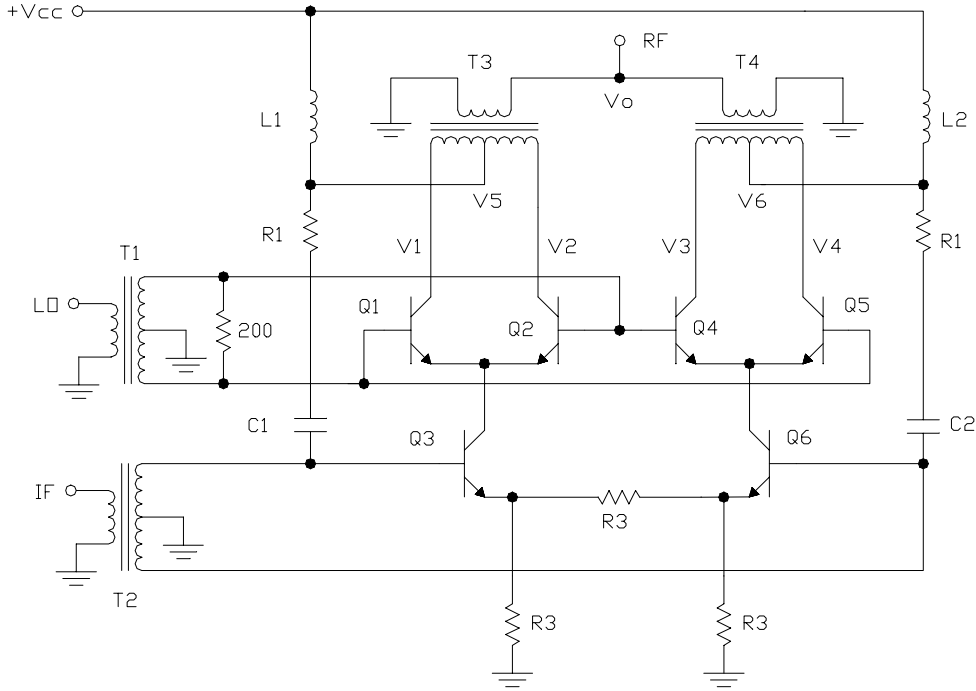 +Vcc
RF
T3
T4
Vo
L1
L2
V5
V6
R1
R1
T1
V1
V2
V3
V4
LO
Q1
Q2
Q4
Q5
200
C1
Q3
Q6
C2
IF
R3
T2
R3
R3